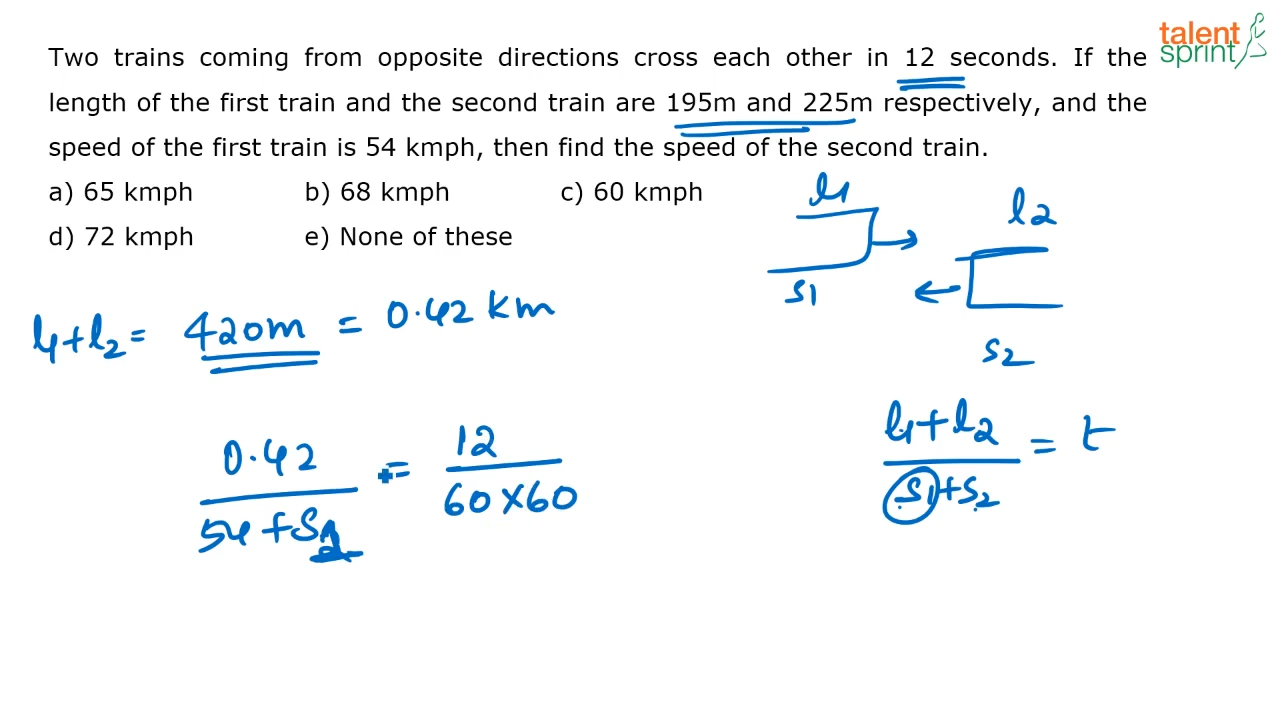 talent
sprint
Two trains coming from opposite directions cross each other in 12 seconds. If the
length of the first train and the second train are 195m and 225m respectively, and the
speed of the first train is 54 kmph, then find the speed of the second train.
a) 65 kmph b) 68 kmph c) 60 kmph
d) 72 kmph e) None of these
l1
l2
S1
S2
l1+l2 = 420m = 0.42 km
l1+l2 / S1+S2 = t
0.42 / 54+S2 = 12 / 60×60